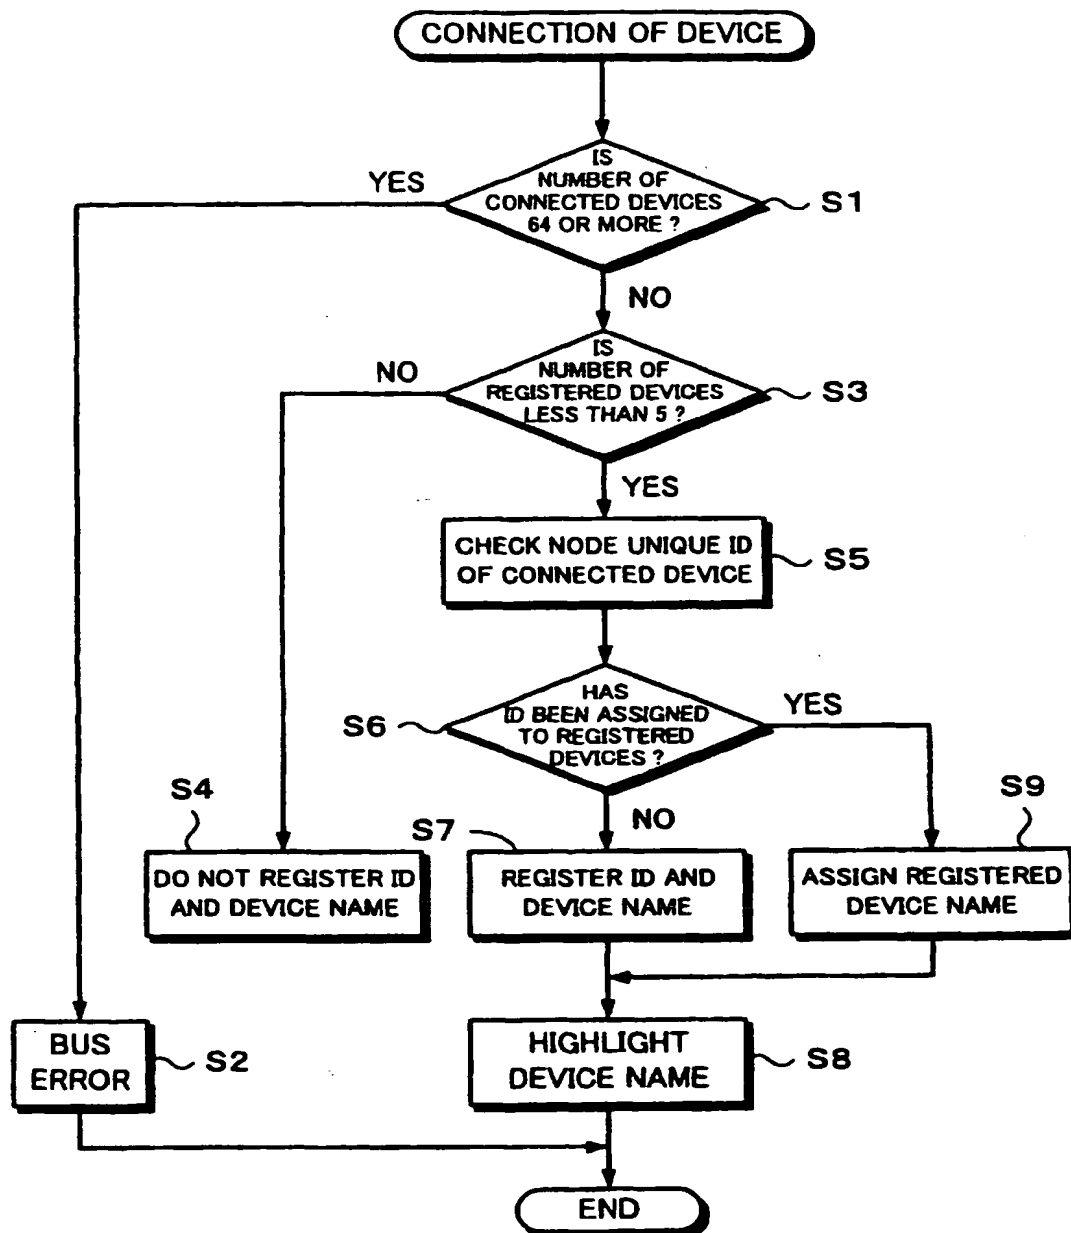 CONNECTION OF DEVICE
IS
NUMBER OF
CONNECTED DEVICES
64 OR MORE ?
YES
S1
NO
IS
NUMBER OF
REGISTERED DEVICES
LESS THAN 5 ?
NO
S3
YES
CHECK NODE UNIQUE ID
OF CONNECTED DEVICE
S5
HAS
ID BEEN ASSIGNED
TO REGISTERED
DEVICES ?
S6
YES
NO
S4
DO NOT REGISTER ID
AND DEVICE NAME
S7
REGISTER ID AND
DEVICE NAME
S9
ASSIGN REGISTERED
DEVICE NAME
BUS
ERROR
S2
HIGHLIGHT
DEVICE NAME
S8
END